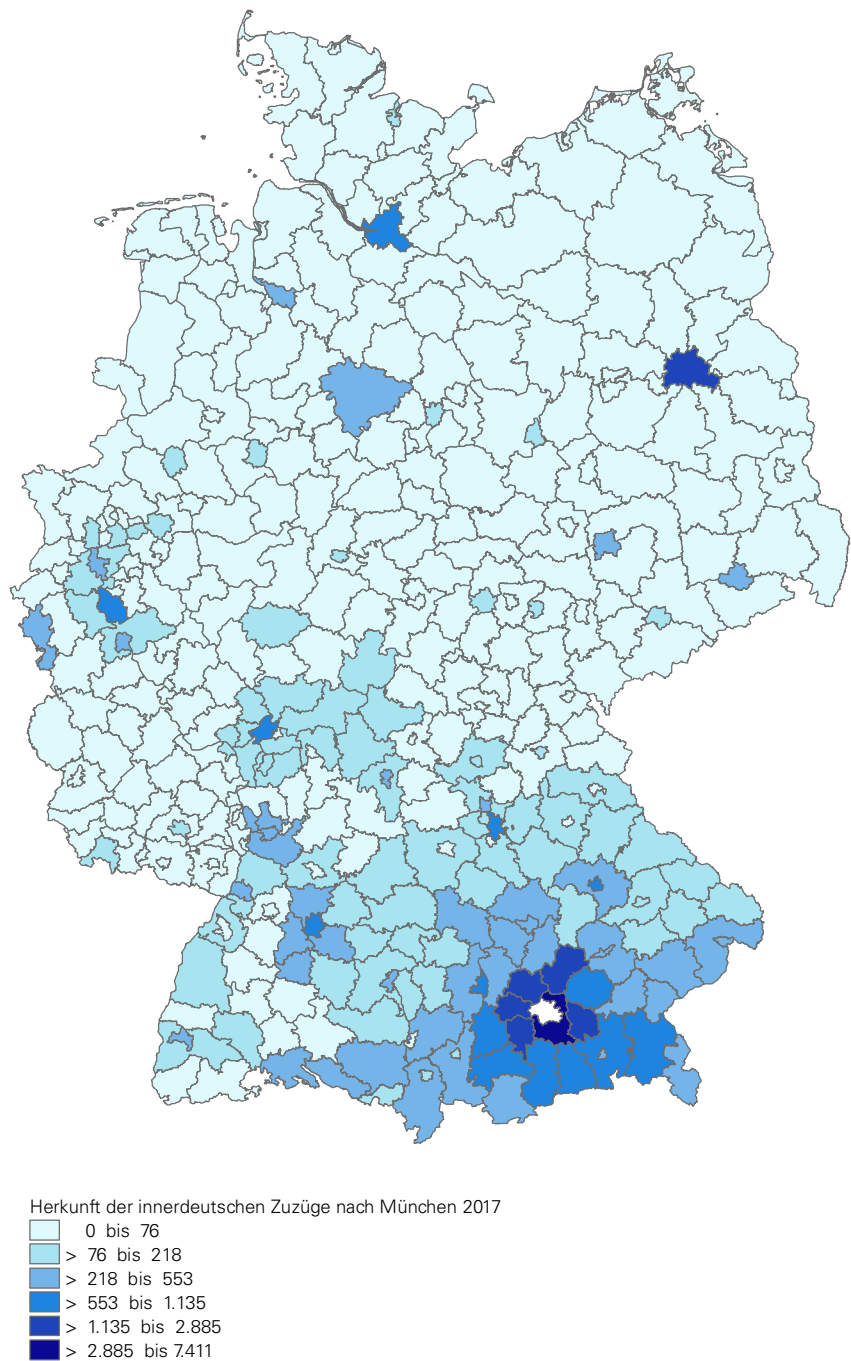 Herkunft der innerdeutschen Zuzüge nach München 2017
0 bis 76
> 76 bis 218
> 218 bis 553
> 553 bis 1.135
> 1.135 bis 2.885
> 2.885 bis 7.411